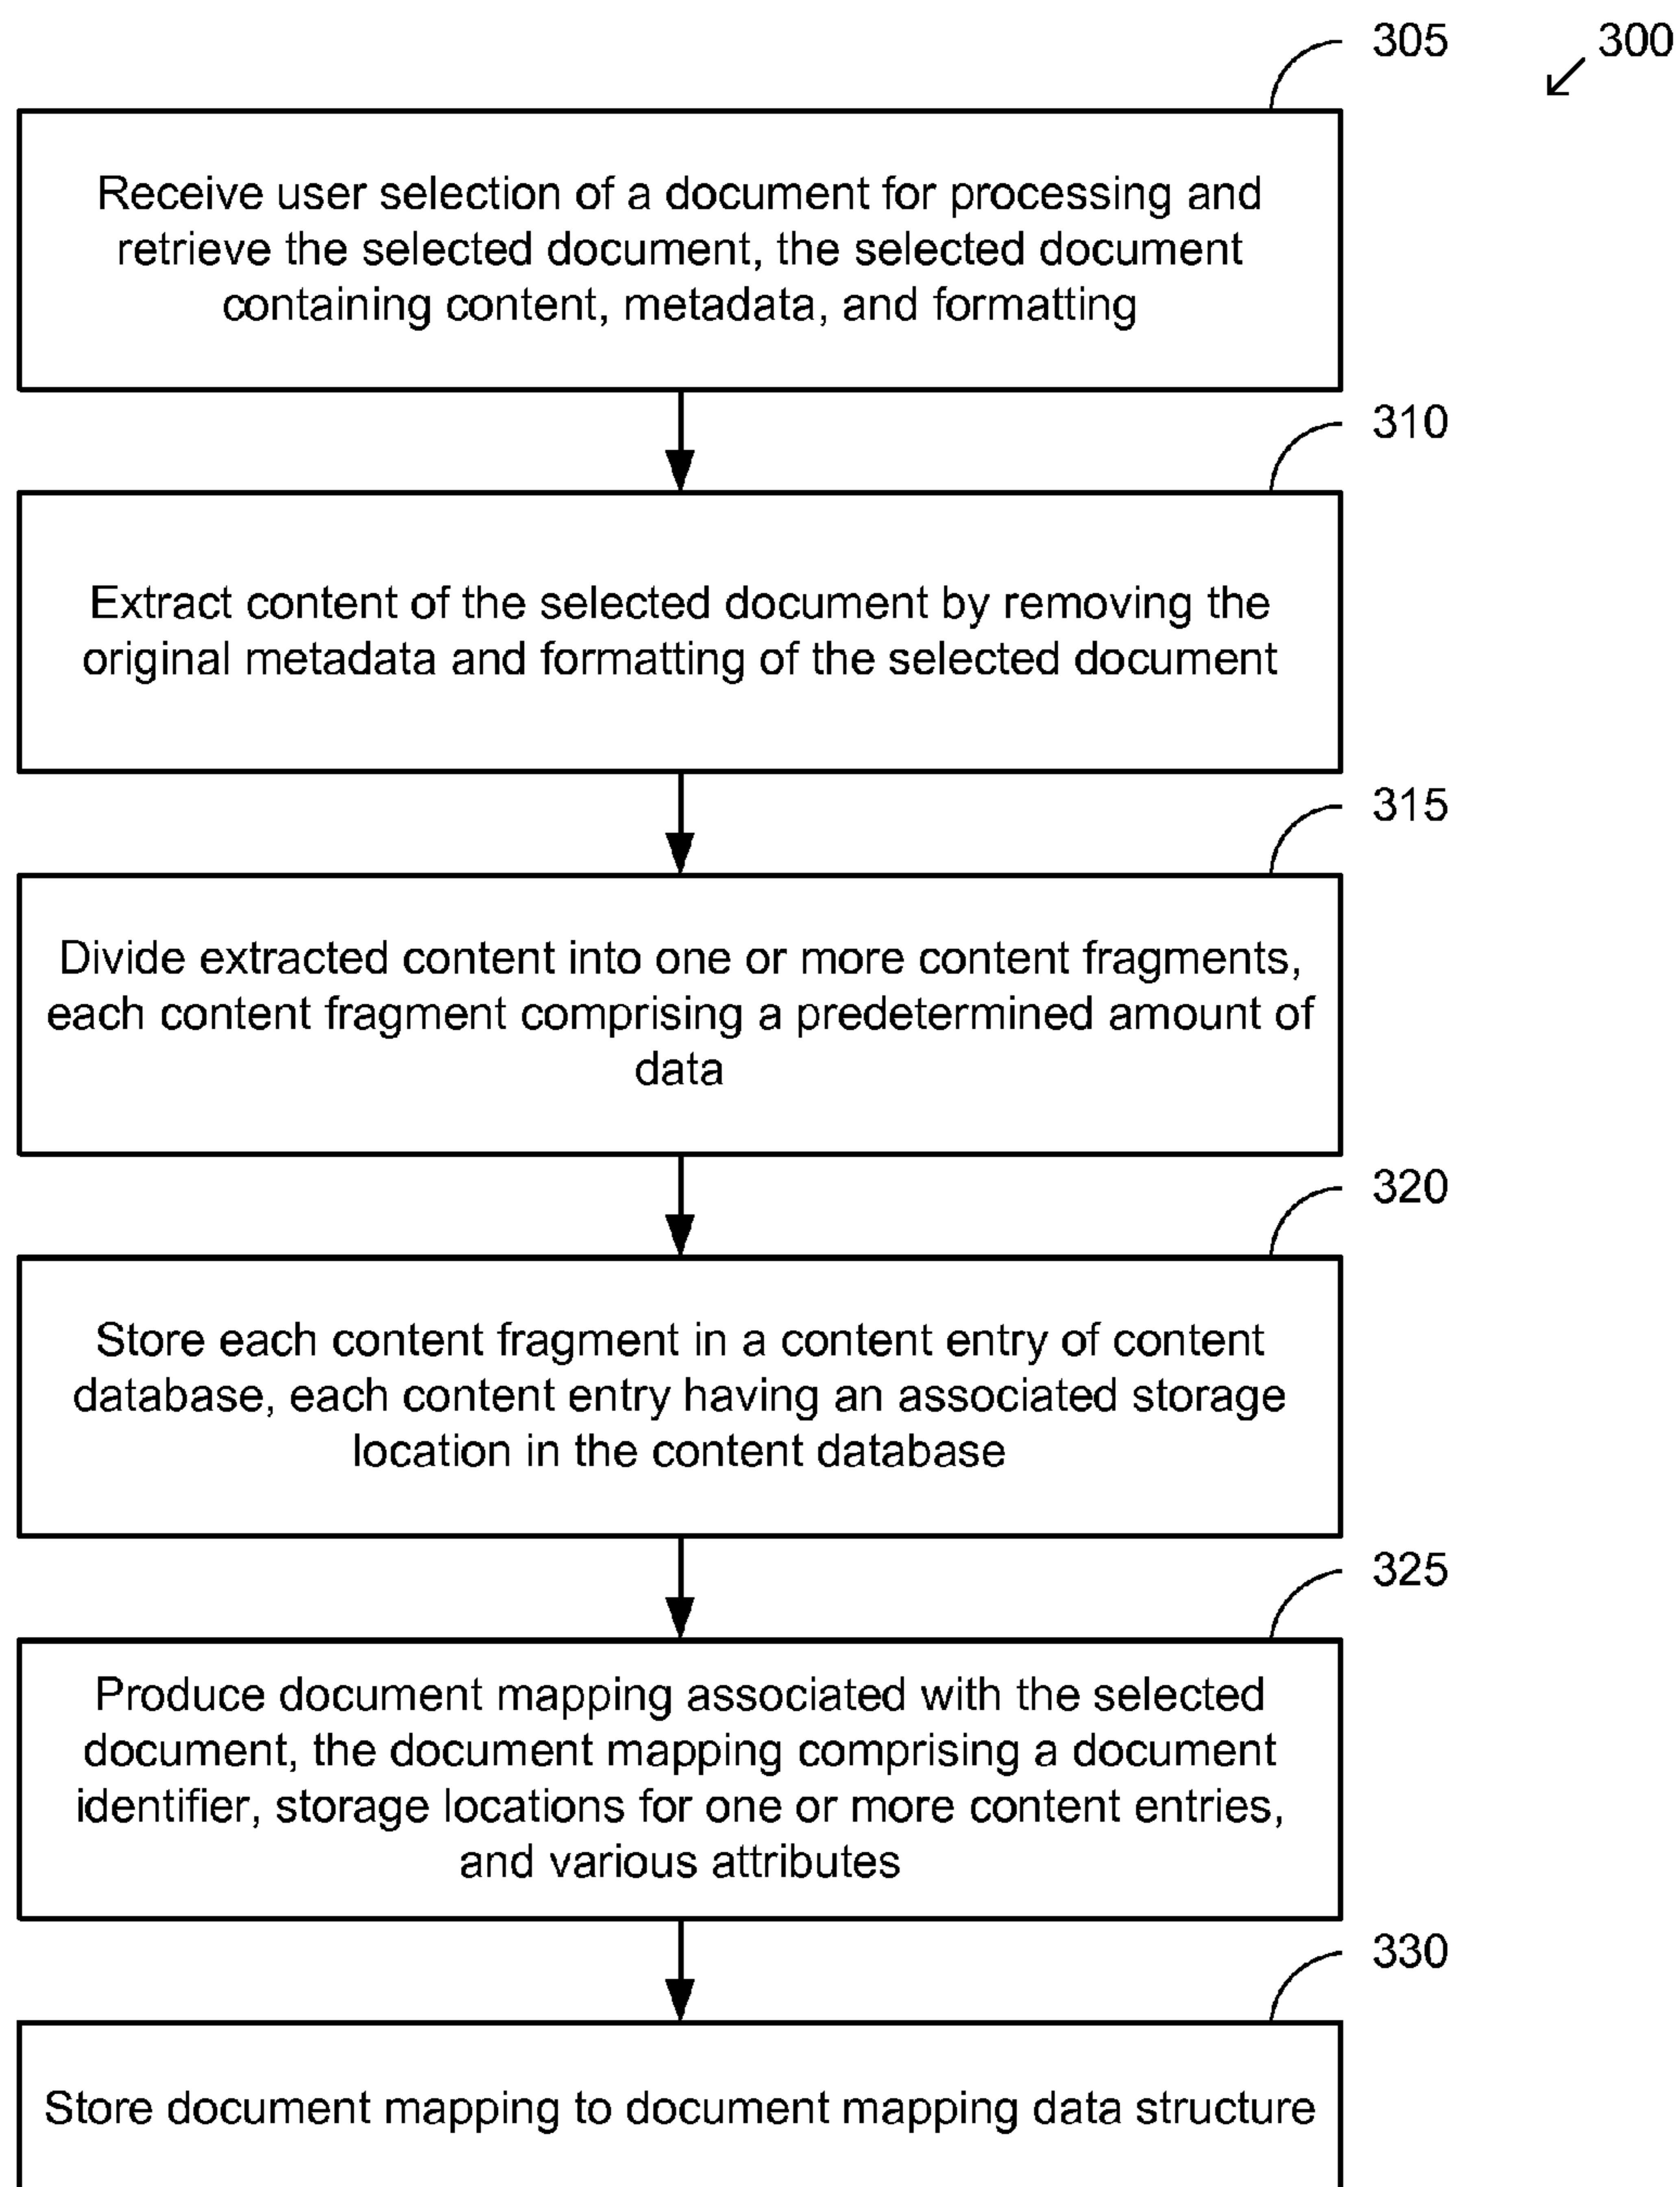 305
300
Receive user selection of a document for processing and
retrieve the selected document, the selected document
containing content, metadata, and formatting
310
Extract content of the selected document by removing the
original metadata and formatting of the selected document
315
Divide extracted content into one or more content fragments,
each content fragment comprising a predetermined amount of
data
320
Store each content fragment in a content entry of content
database, each content entry having an associated storage
location in the content database
325
Produce document mapping associated with the selected
document, the document mapping comprising a document
identifier, storage locations for one or more content entries,
and various attributes
330
Store document mapping to document mapping data structure